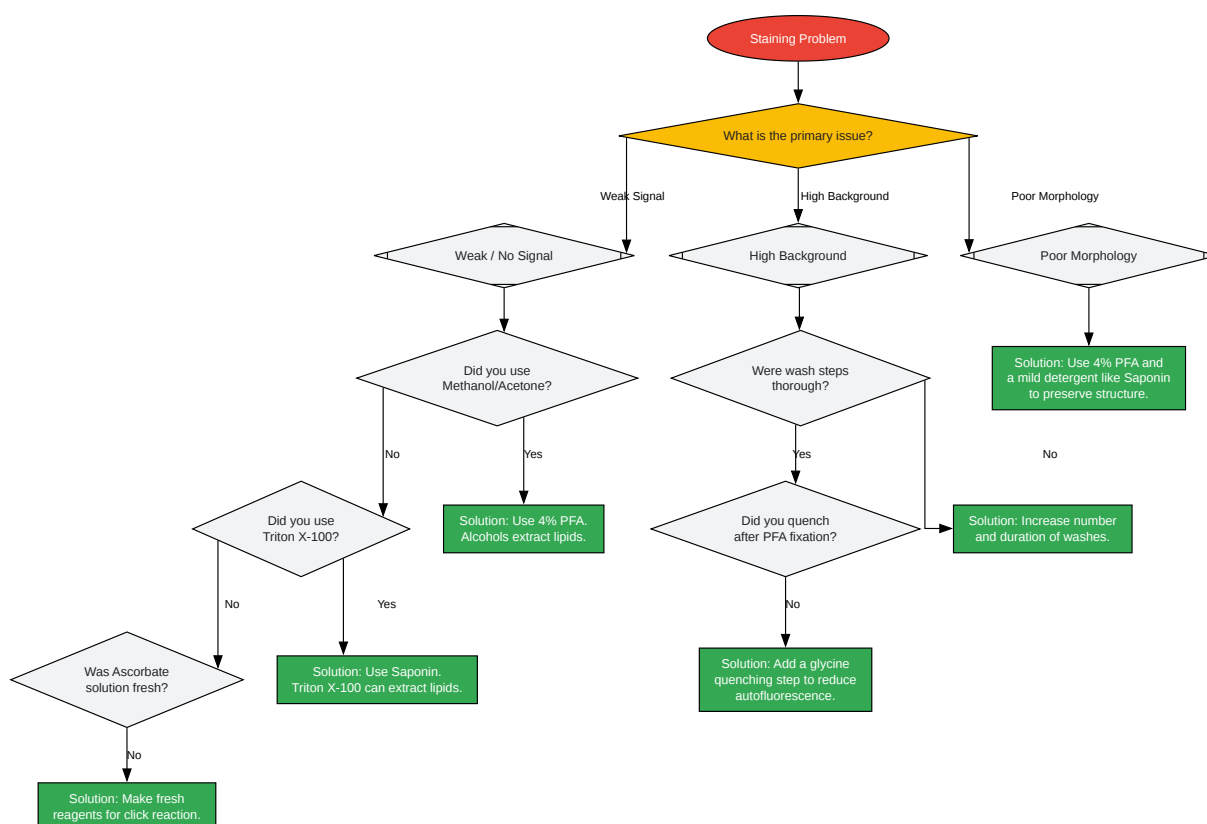 Staining Problem
What is the primary issue?
Weak Signal
High Background
Poor Morphology
Weak / No Signal
High Background
Poor Morphology
Did you use
Methanol/Acetone?
Were wash steps
thorough?
Solution: Use 4% PFA and
a mild detergent like Saponin
to preserve structure.
No
Yes
Yes
No
Did you use
Triton X-100?
Solution: Use 4% PFA.
Alcohols extract lipids.
Did you quench
after PFA fixation?
Solution: Increase number
and duration of washes.
No
Yes
No
Was Ascorbate
solution fresh?
Solution: Use Saponin.
Triton X-100 can extract lipids.
Solution: Add a glycine
quenching step to reduce
autofluorescence.
No
Solution: Make fresh
reagents for click reaction.